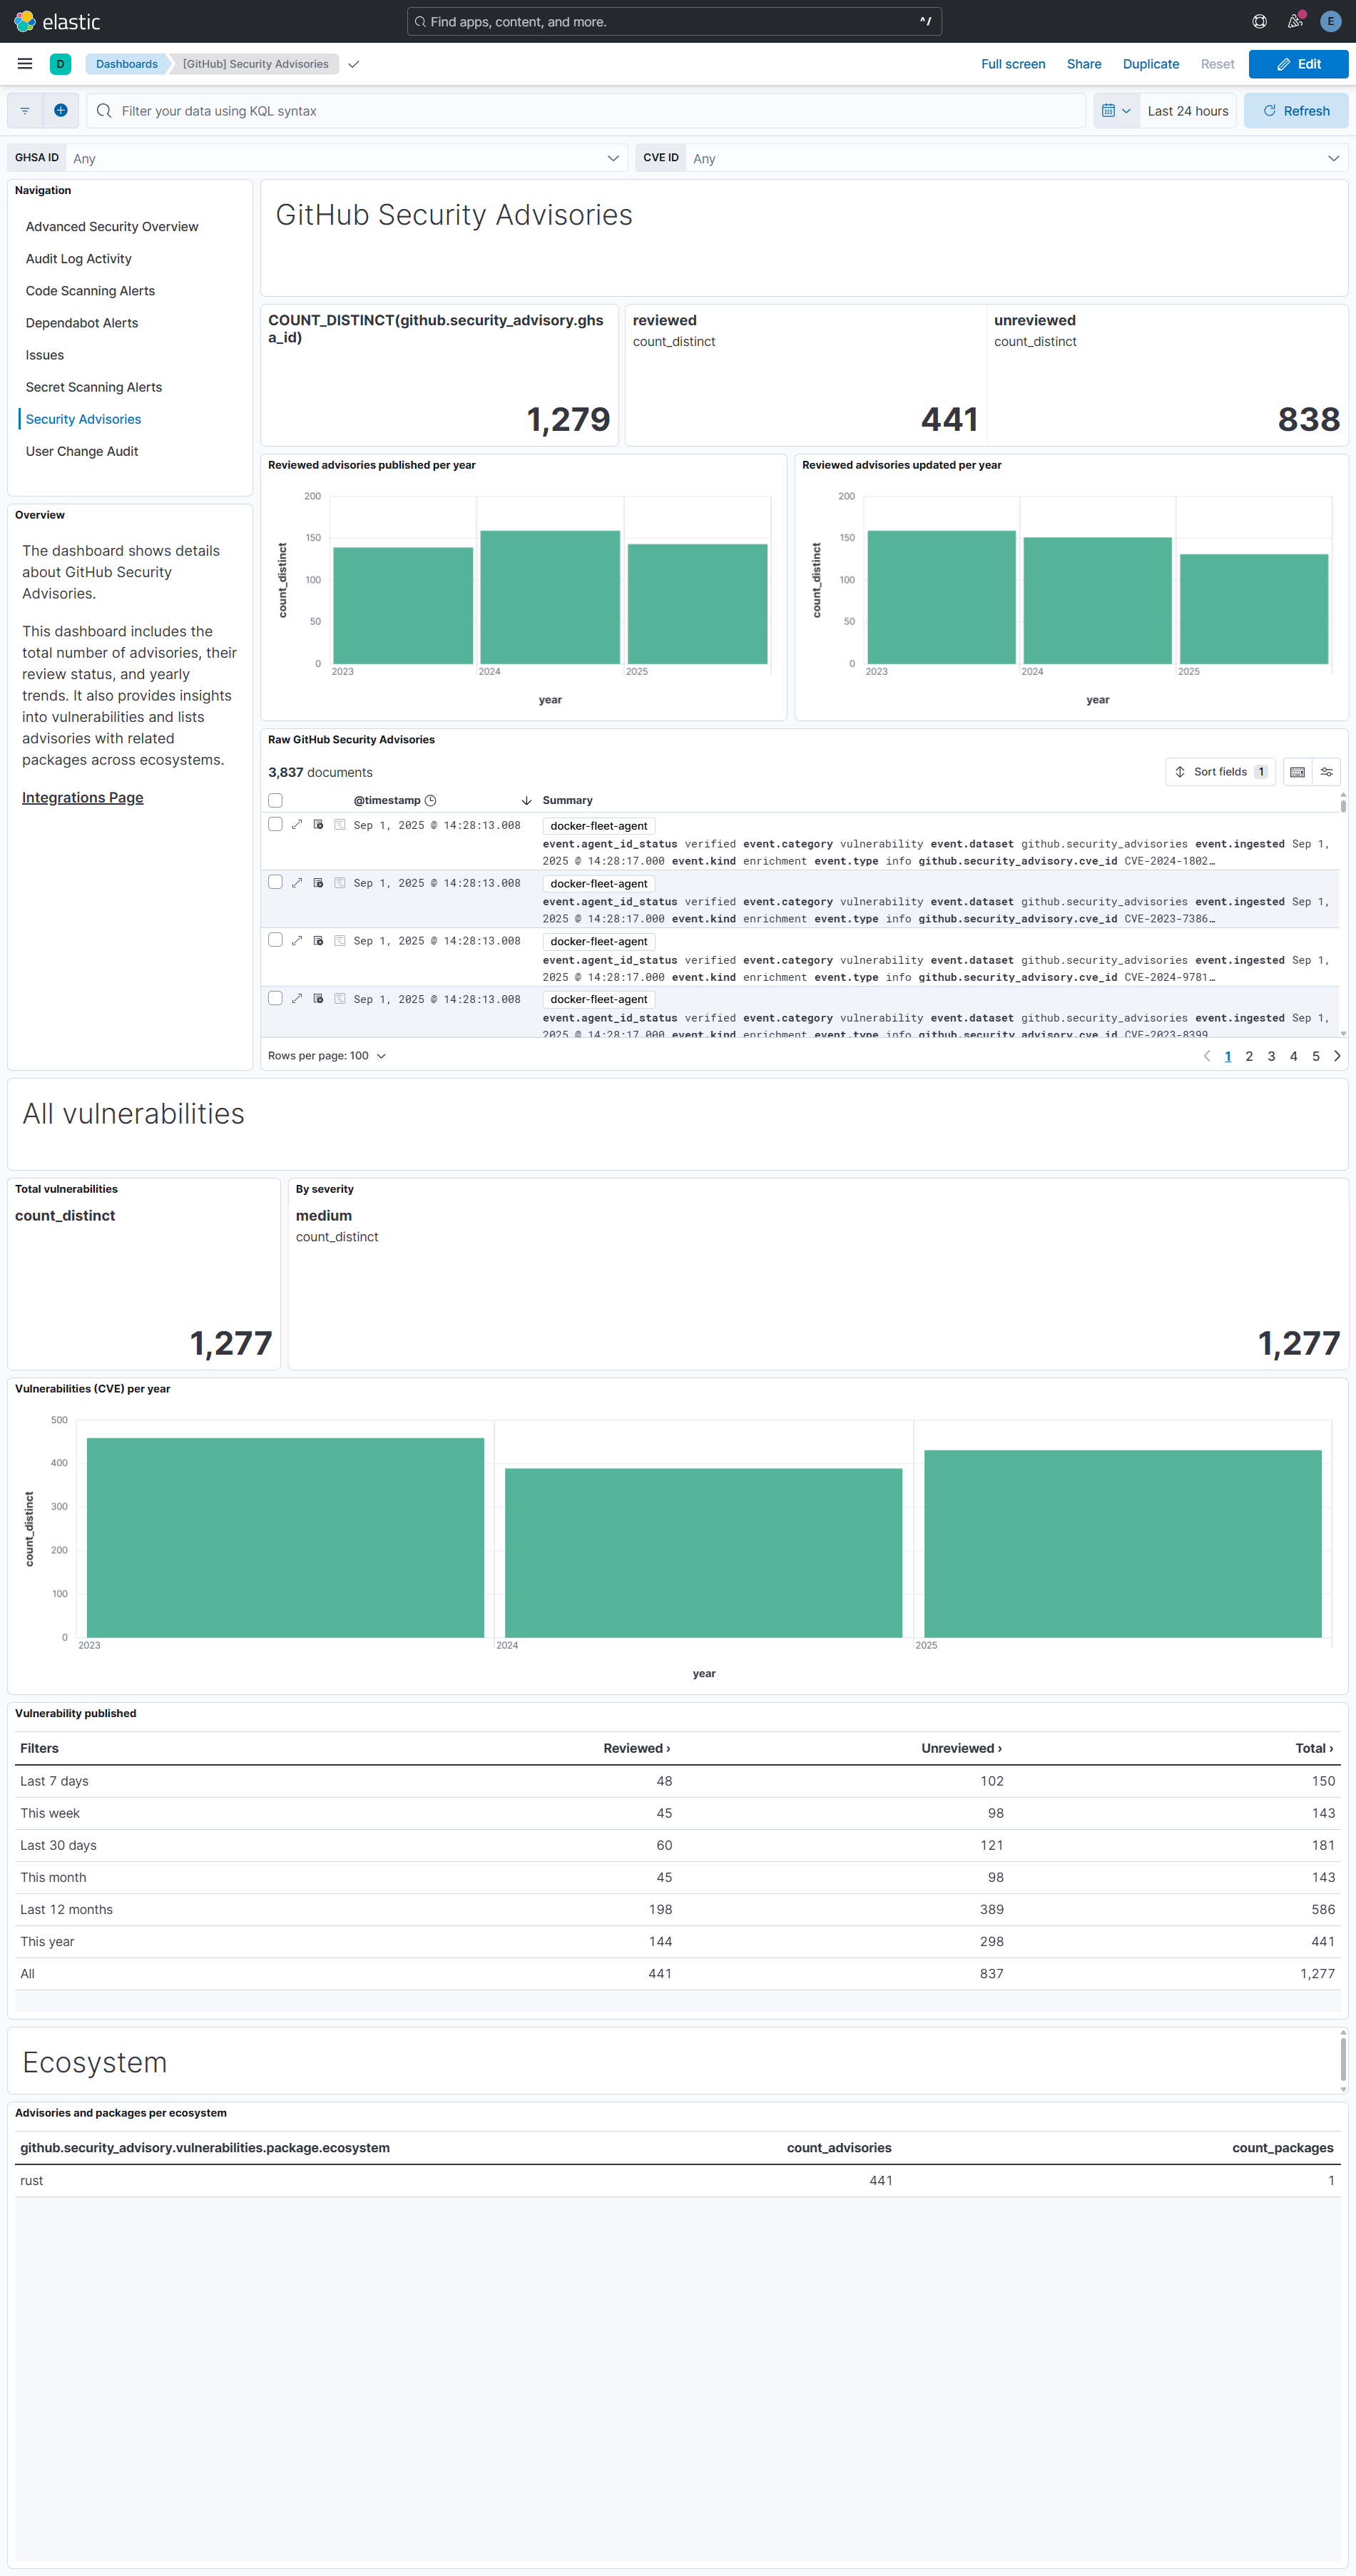 elastic
Find apps, content, and more.
^/
E
D
Dashboards
[GitHub] Security Advisories
Full screen
Share
Duplicate
Reset
Edit
Filter your data using KQL syntax
Last 24 hours
Refresh
GHSA ID
Any
CVE ID
Any
Navigation
Advanced Security Overview
Audit Log Activity
Code Scanning Alerts
Dependabot Alerts
Issues
Secret Scanning Alerts
Security Advisories
User Change Audit
Overview
The dashboard shows details
about GitHub Security
Advisories.
This dashboard includes the
total number of advisories, their
review status, and yearly
trends. It also provides insights
into vulnerabilities and lists
advisories with related
packages across ecosystems.
Integrations Page
GitHub Security Advisories
COUNT_DISTINCT(github.security_advisory.ghs
a_id)
1,279
reviewed
count_distinct
441
unreviewed
count_distinct
838
Reviewed advisories published per year
200
150
100
50
0
count_distinct
2023
2024
2025
year
Reviewed advisories updated per year
200
150
100
50
0
count_distinct
2023
2024
2025
year
Raw GitHub Security Advisories
3,837 documents
Sort fields 1
@timestamp
Summary
Sep 1, 2025 @ 14:28:13.008
docker-fleet-agent
event.agent_id_status verified event.category vulnerability event.dataset github.security_advisories event.ingested Sep 1,
2025 @ 14:28:17.000 event.kind enrichment event.type info github.security_advisory.cve_id CVE-2024-1802…
Sep 1, 2025 @ 14:28:13.008
docker-fleet-agent
event.agent_id_status verified event.category vulnerability event.dataset github.security_advisories event.ingested Sep 1,
2025 @ 14:28:17.000 event.kind enrichment event.type info github.security_advisory.cve_id CVE-2023-7386…
Sep 1, 2025 @ 14:28:13.008
docker-fleet-agent
event.agent_id_status verified event.category vulnerability event.dataset github.security_advisories event.ingested Sep 1,
2025 @ 14:28:17.000 event.kind enrichment event.type info github.security_advisory.cve_id CVE-2024-9781…
Sep 1, 2025 @ 14:28:13.008
docker-fleet-agent
event.agent_id_status verified event.category vulnerability event.dataset github.security_advisories event.ingested Sep 1,
2025 @ 14:28:17.000 event.kind enrichment event.type info github.security_advisory.cve_id CVE-2023-8399
Rows per page: 100
1 2 3 4 5
All vulnerabilities
Total vulnerabilities
count_distinct
1,277
By severity
medium
count_distinct
1,277
Vulnerabilities (CVE) per year
500
400
300
200
100
0
count_distinct
2023
2024
2025
year
Vulnerability published
Filters Reviewed › Unreviewed › Total ›
Last 7 days 48 102 150
This week 45 98 143
Last 30 days 60 121 181
This month 45 98 143
Last 12 months 198 389 586
This year 144 298 441
All 441 837 1,277
Ecosystem
Advisories and packages per ecosystem
github.security_advisory.vulnerabilities.package.ecosystem count_advisories count_packages
rust 441 1